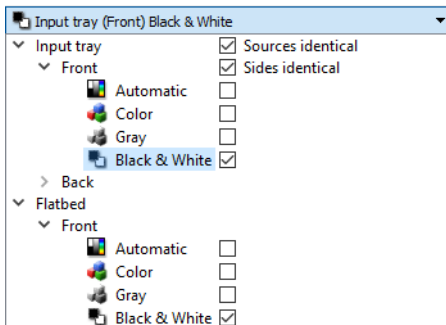 Input tray (Front) Black & White
Input tray Sources identical
Front Sides identical
Automatic
Color
Gray
Black & White
Back
Flatbed
Front
Automatic
Color
Gray
Black & White